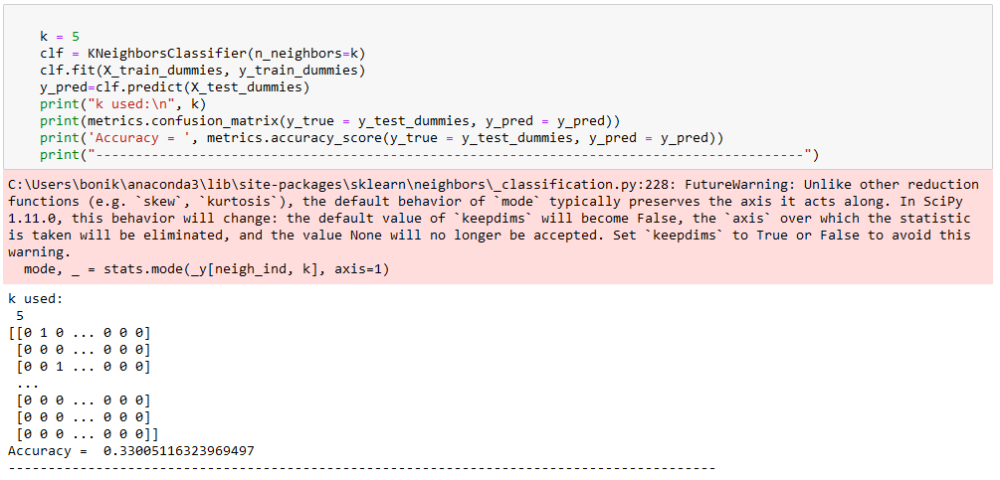 k = 5
clf = KNeighborsClassifier(n_neighbors=k)
clf.fit(X_train_dummies, y_train_dummies)
y_pred=clf.predict(X_test_dummies)
print("k used:\n", k)
print(metrics.confusion_matrix(y_true = y_test_dummies, y_pred = y_pred))
print('Accuracy = ', metrics.accuracy_score(y_true = y_test_dummies, y_pred = y_pred))
print("-----------------------------------------------------------------------------------------")
C:\Users\bonik\anaconda3\lib\site-packages\sklearn\neighbors\_classification.py:228: FutureWarning: Unlike other reduction
functions (e.g. `skew`, `kurtosis`), the default behavior of `mode` typically preserves the axis it acts along. In SciPy
1.11.0, this behavior will change: the default value of `keepdims` will become False, the `axis` over which the statistic
is taken will be eliminated, and the value None will no longer be accepted. Set `keepdims` to True or False to avoid this
warning.
  mode, _ = stats.mode(_y[neigh_ind, k], axis=1)
k used:
 5
[[0 1 0 ... 0 0 0]
 [0 0 0 ... 0 0 0]
 [0 0 1 ... 0 0 0]
 ...
 [0 0 0 ... 0 0 0]
 [0 0 0 ... 0 0 0]
 [0 0 0 ... 0 0 0]]
Accuracy =  0.33005116323969497
-----------------------------------------------------------------------------------------